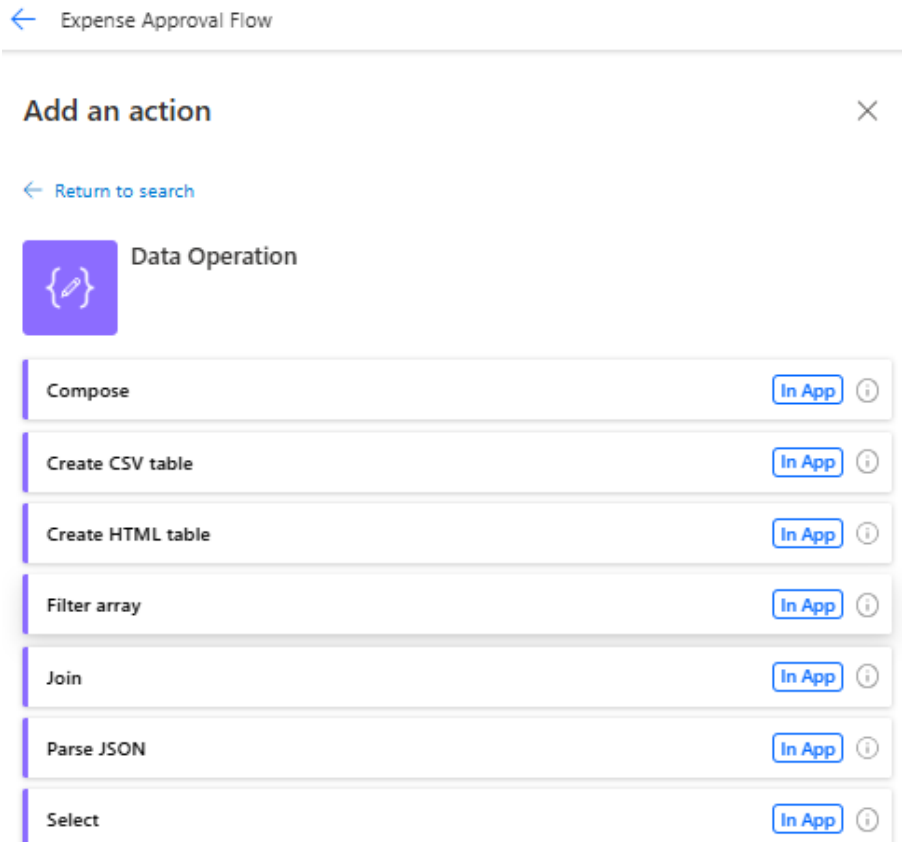 Expense Approval Flow
Add an action
Return to search
Data Operation
Compose In App
Create CSV table In App
Create HTML table In App
Filter array In App
Join In App
Parse JSON In App
Select In App